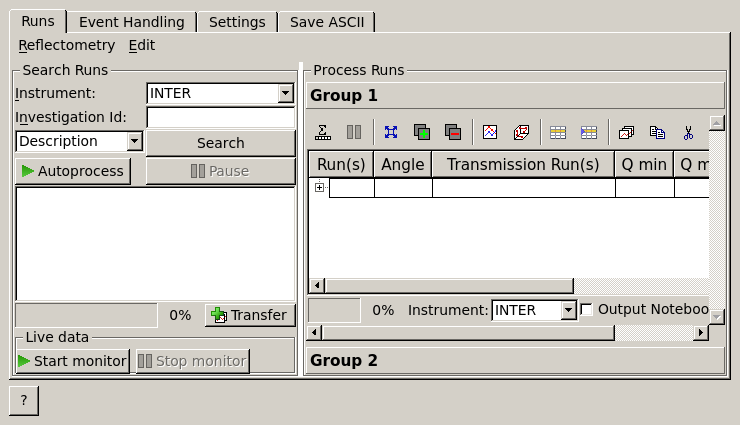 Runs Event Handling Settings Save ASCII
Reflectometry Edit
Search Runs
Instrument: INTER
Investigation Id:
Description Search
Autoprocess Pause
0% Transfer
Live data
Start monitor Stop monitor
Process Runs
Group 1
Run(s) Angle Transmission Run(s) Q min Q m
0% Instrument: INTER Output Noteboo
Group 2
?